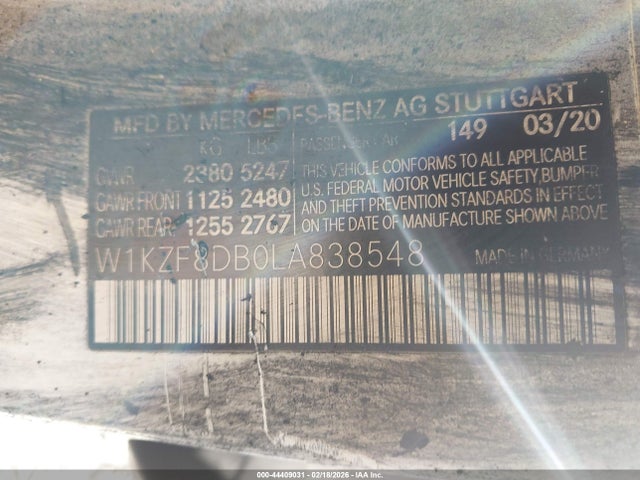 MFD BY MERCEDES-BENZ AG STUTTGART
KG LBS PASSENGER CAR 149 03/20
GVWR 2380 5247 THIS VEHICLE CONFORMS TO ALL APPLICABLE
GAWR FRONT 1125 2480 U.S. FEDERAL MOTOR VEHICLE SAFETY, BUMPER
GAWR REAR 1255 2767 AND THEFT PREVENTION STANDARDS IN EFFECT
ON THE DATE OF MANUFACTURE SHOWN ABOVE
W1KZF8DB0LA838548 MADE IN GERMANY
000-44409031 - 02/18/2026 - IAA Inc.